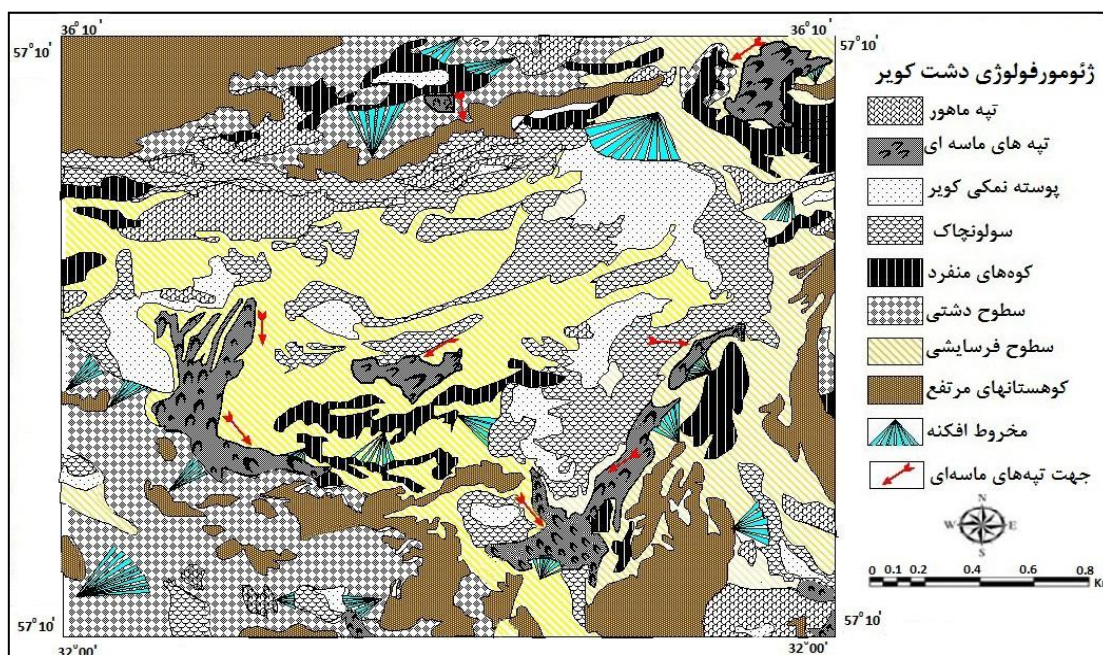 36° 10'
36° 10'
57° 10'
57° 10'
ژئومورفولوژی دشت کویر
تپه ماهور
تپه های ماسه ای
پوسته نمکی کویر
سولونچاک
کوه‌های منفرد
سطوح دشتی
سطوح فرسایشی
کوهستانهای مرتفع
مخروط افکنه
جهت تپه‌های ماسه‌ای
N
W E
S
0 0.1 0.2 0.4 0.6 0.8
Km
57° 10'
57° 10'
32° 00'
32° 00'